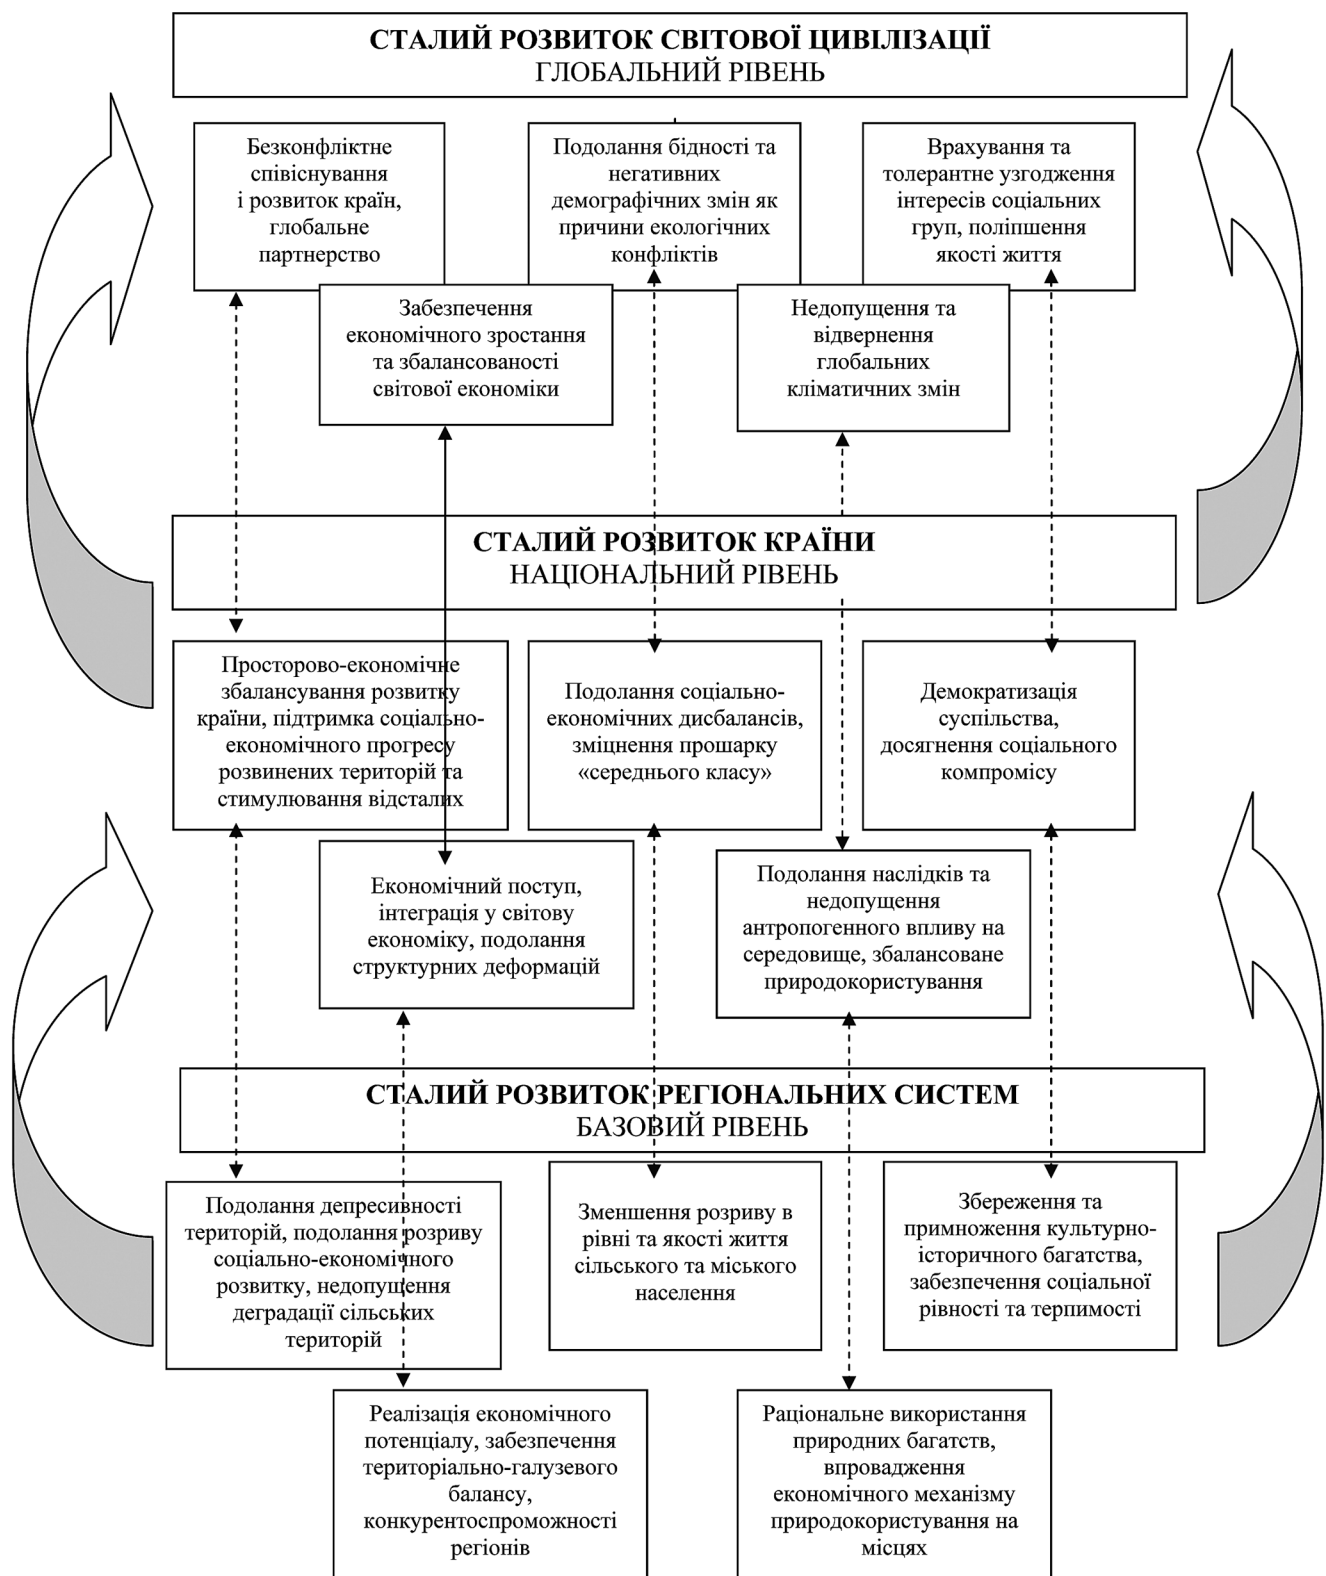 СТАЛИЙ РОЗВИТОК СВІТОВОЇ ЦИВІЛІЗАЦІЇ
ГЛОБАЛЬНИЙ РІВЕНЬ
Безконфліктне
співіснування
і розвиток країн,
глобальне
партнерство
Подолання бідності та
негативних
демографічних змін як
причини екологічних
конфліктів
Врахування та
толерантне узгодження
інтересів соціальних
груп, поліпшення
якості життя
Забезпечення
економічного зростання
та збалансованості
світової економіки
Недопущення та
відвернення
глобальних
кліматичних змін
СТАЛИЙ РОЗВИТОК КРАЇНИ
НАЦІОНАЛЬНИЙ РІВЕНЬ
Просторово-економічне
збалансування розвитку
країни, підтримка соціально-
економічного прогресу
розвинених територій та
стимулювання відсталих
Подолання соціально-
економічних дисбалансів,
зміцнення прошарку
«середнього класу»
Демократизація
суспільства,
досягнення соціального
компромісу
Економічний поступ,
інтеграція у світову
економіку, подолання
структурних деформацій
Подолання наслідків та
недопущення
антропогенного впливу на
середовище, збалансоване
природокористування
СТАЛИЙ РОЗВИТОК РЕГІОНАЛЬНИХ СИСТЕМ
БАЗОВИЙ РІВЕНЬ
Подолання депресивності
територій, подолання розриву
соціально-економічного
розвитку, недопущення
деградації сільських
територій
Зменшення розриву в
рівні та якості життя
сільського та міського
населення
Збереження та
примноження культурно-
історичного багатства,
забезпечення соціальної
рівності та терпимості
Реалізація економічного
потенціалу, забезпечення
територіально-галузевого
балансу,
конкурентоспроможності
регіонів
Раціональне використання
природних багатств,
впровадження
економічного механізму
природокористування на
місцях